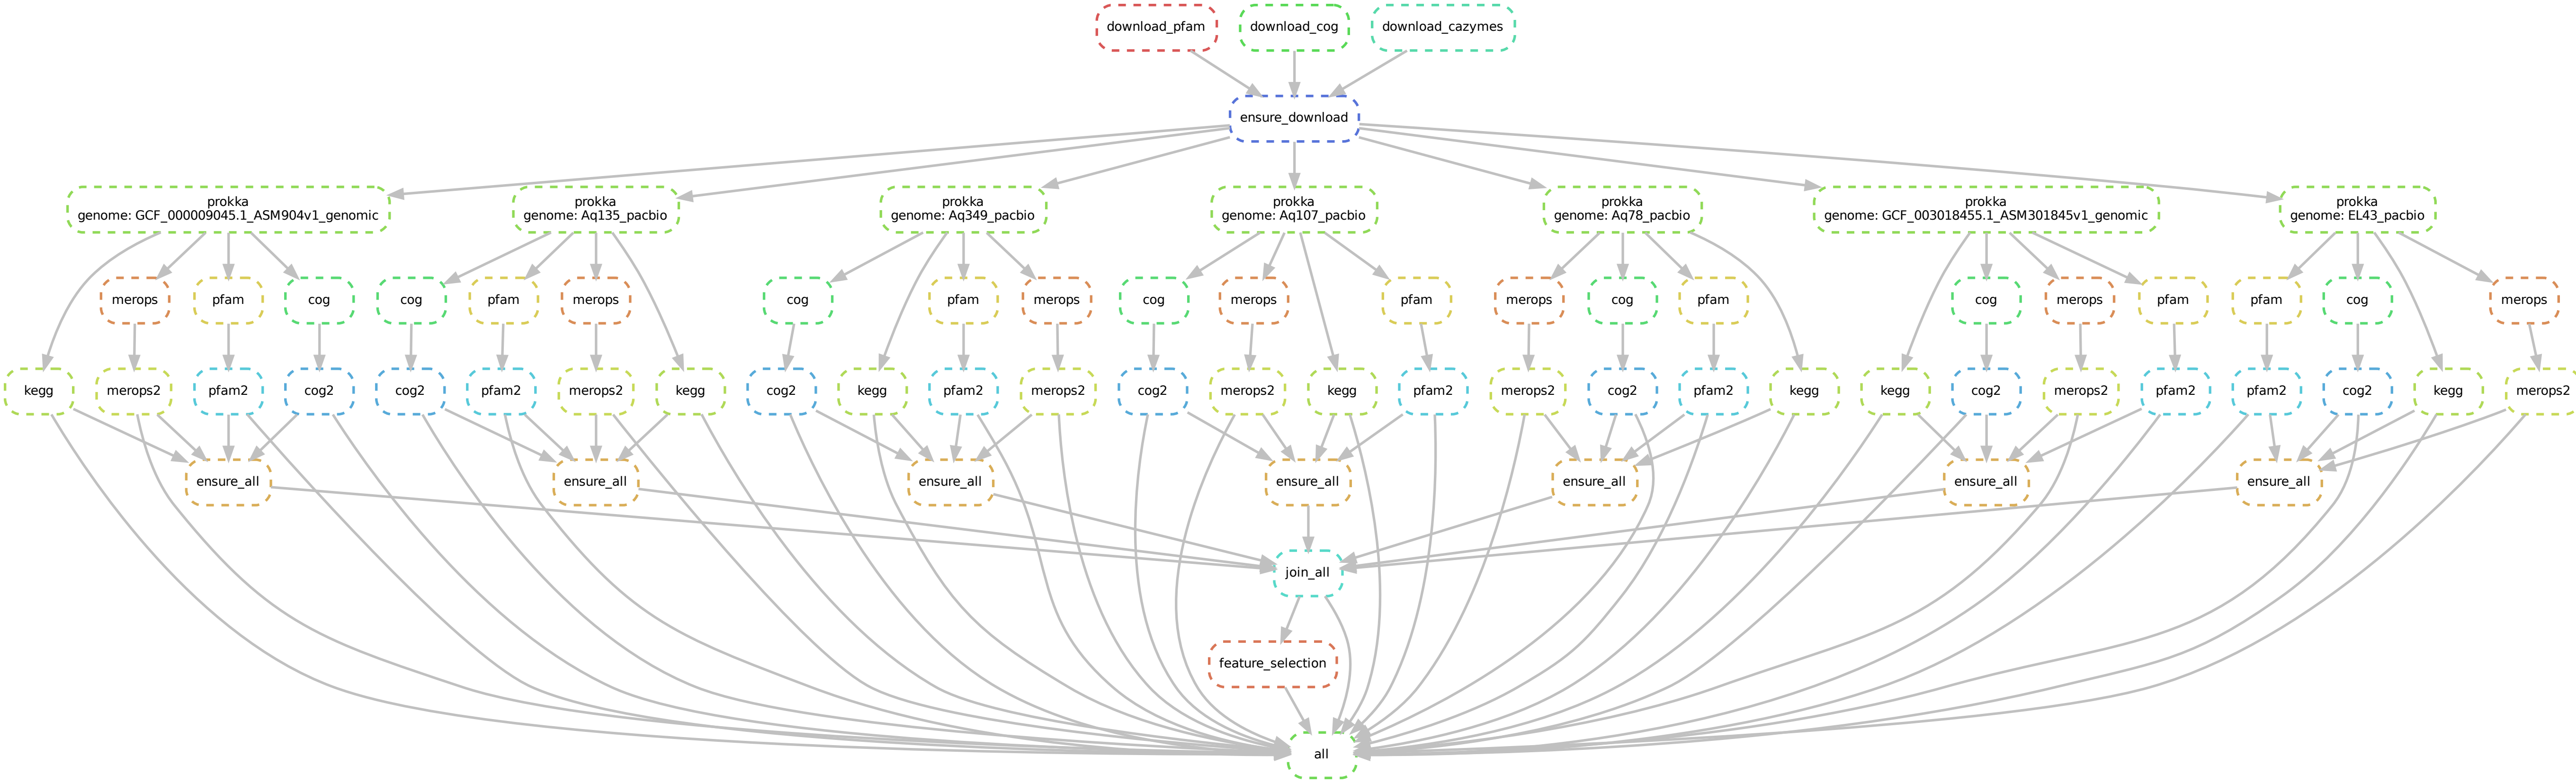 download_pfam
download_cog
download_cazymes
ensure_download
prokka
genome: GCF_000009045.1_ASM904v1_genomic
prokka
genome: Aq135_pacbio
prokka
genome: Aq349_pacbio
prokka
genome: Aq107_pacbio
prokka
genome: Aq78_pacbio
prokka
genome: GCF_003018455.1_ASM301845v1_genomic
prokka
genome: EL43_pacbio
merops
pfam
cog
cog
pfam
merops
cog
pfam
merops
cog
merops
pfam
merops
cog
pfam
cog
merops
pfam
pfam
cog
merops
kegg
merops2
pfam2
cog2
cog2
pfam2
merops2
kegg
cog2
kegg
pfam2
merops2
cog2
merops2
kegg
pfam2
merops2
cog2
pfam2
kegg
kegg
cog2
merops2
pfam2
pfam2
cog2
kegg
merops2
ensure_all
ensure_all
ensure_all
ensure_all
ensure_all
ensure_all
ensure_all
join_all
feature_selection
all